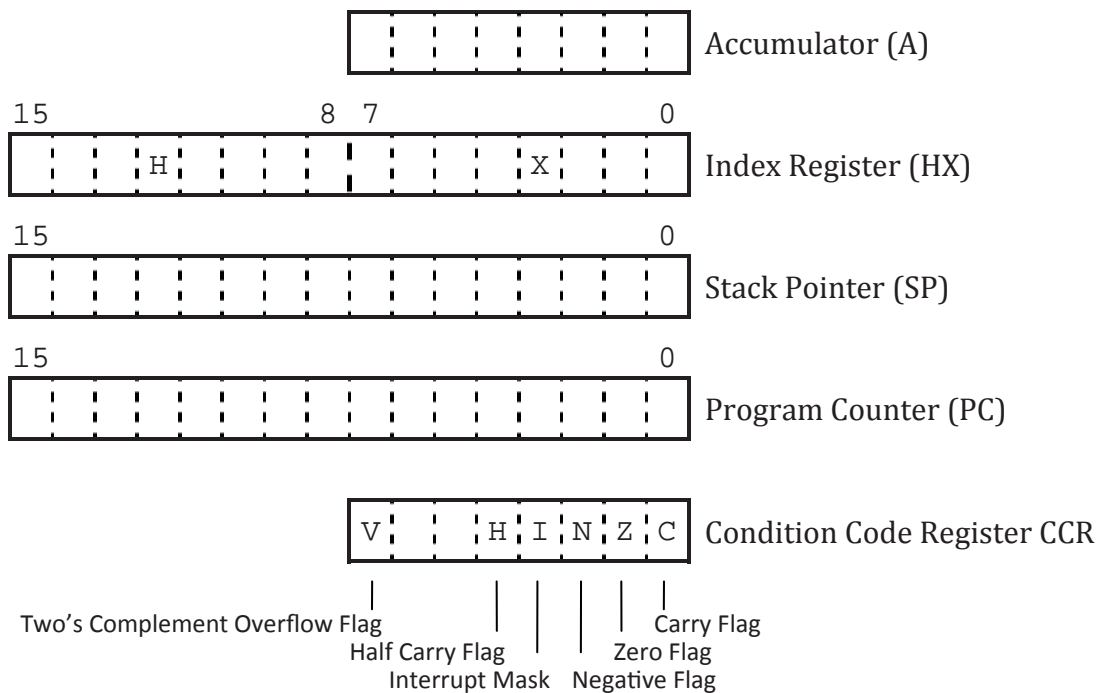 Accumulator (A)
15 8 7 0
H X Index Register (HX)
15 0
Stack Pointer (SP)
15 0
Program Counter (PC)
V H I N Z C Condition Code Register CCR
Two's Complement Overflow Flag Carry Flag
Half Carry Flag Zero Flag
Interrupt Mask Negative Flag